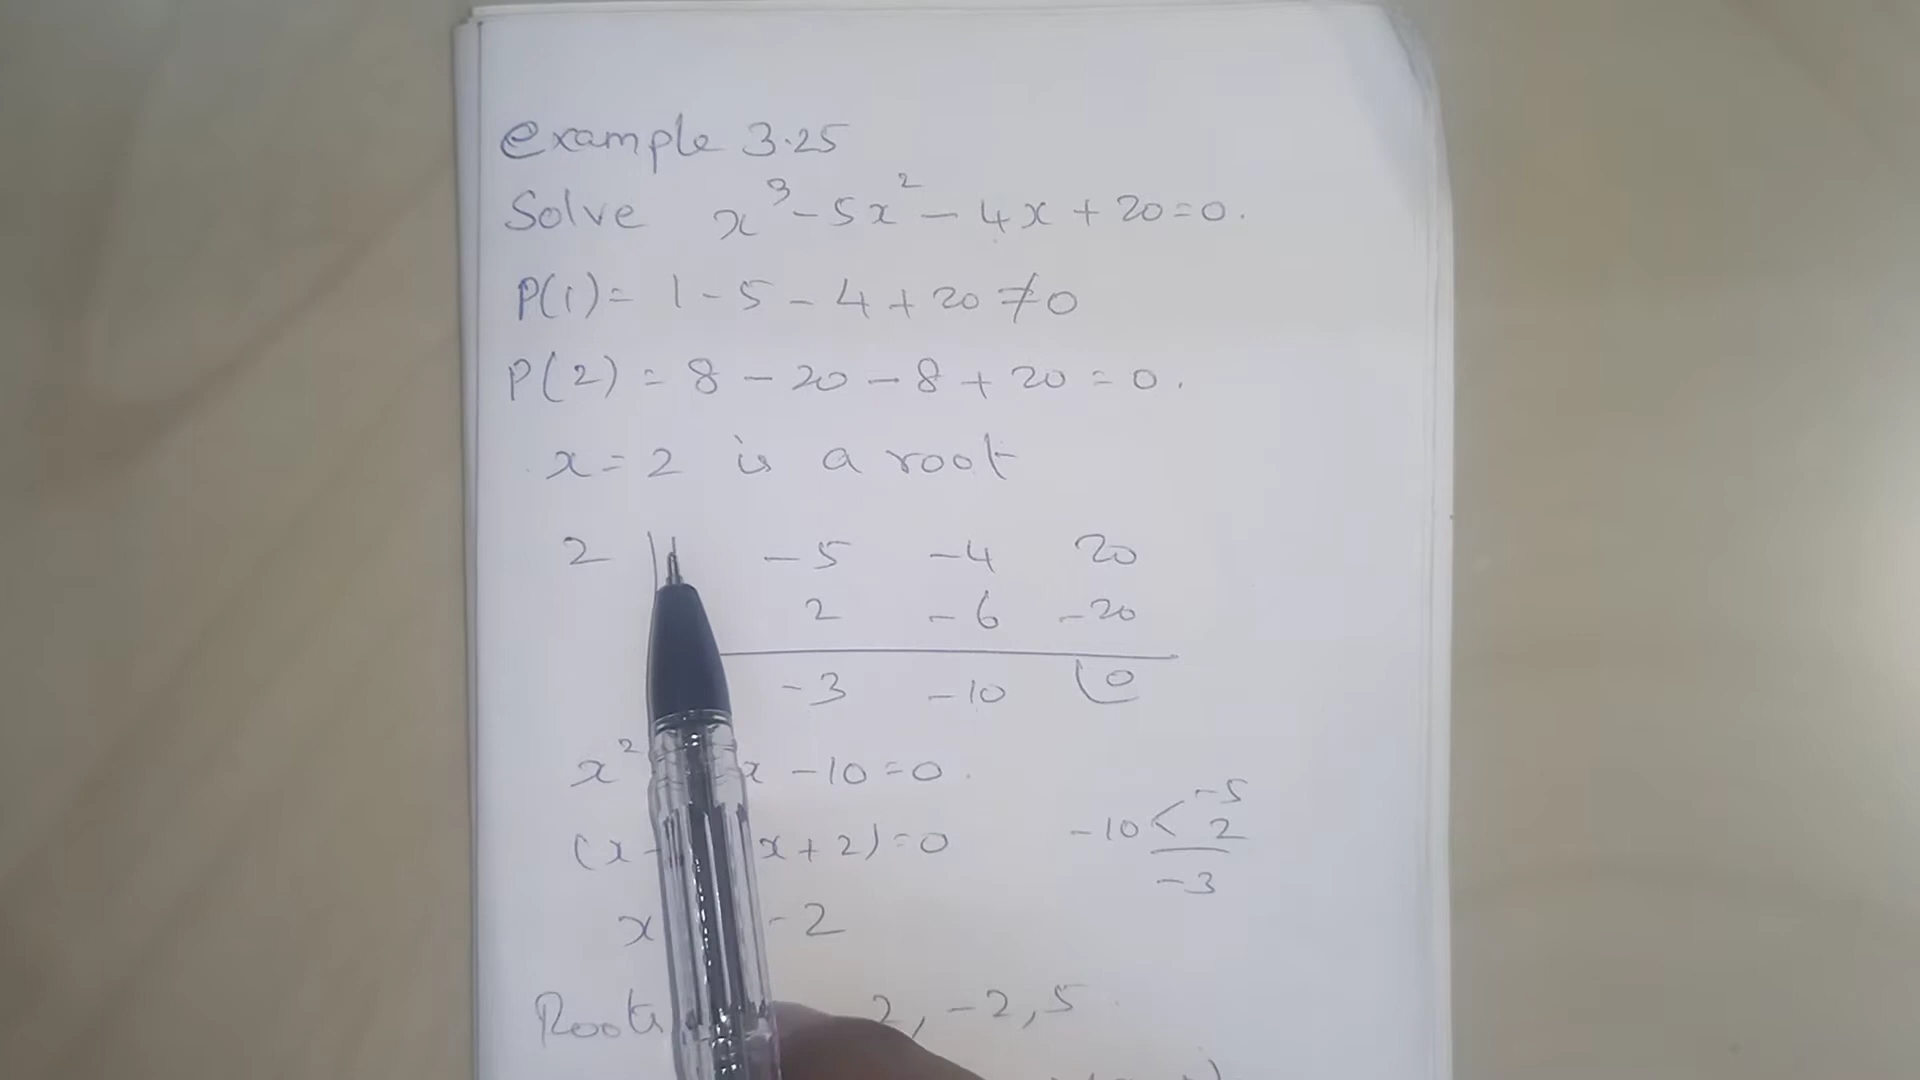 example 3.25
Solve x³ - 5x² - 4x + 20 = 0.
P(1) = 1 - 5 - 4 + 20 ≠ 0
P(2) = 8 - 20 - 8 + 20 = 0.
x = 2 is a root
2 | 1 -5 -4 20
2 -6 -20
-3 -10 0
x² x - 10 = 0.
(x - x + 2) = 0
-10 < -5
2
-3
x -2
Roots 2, -2, 5